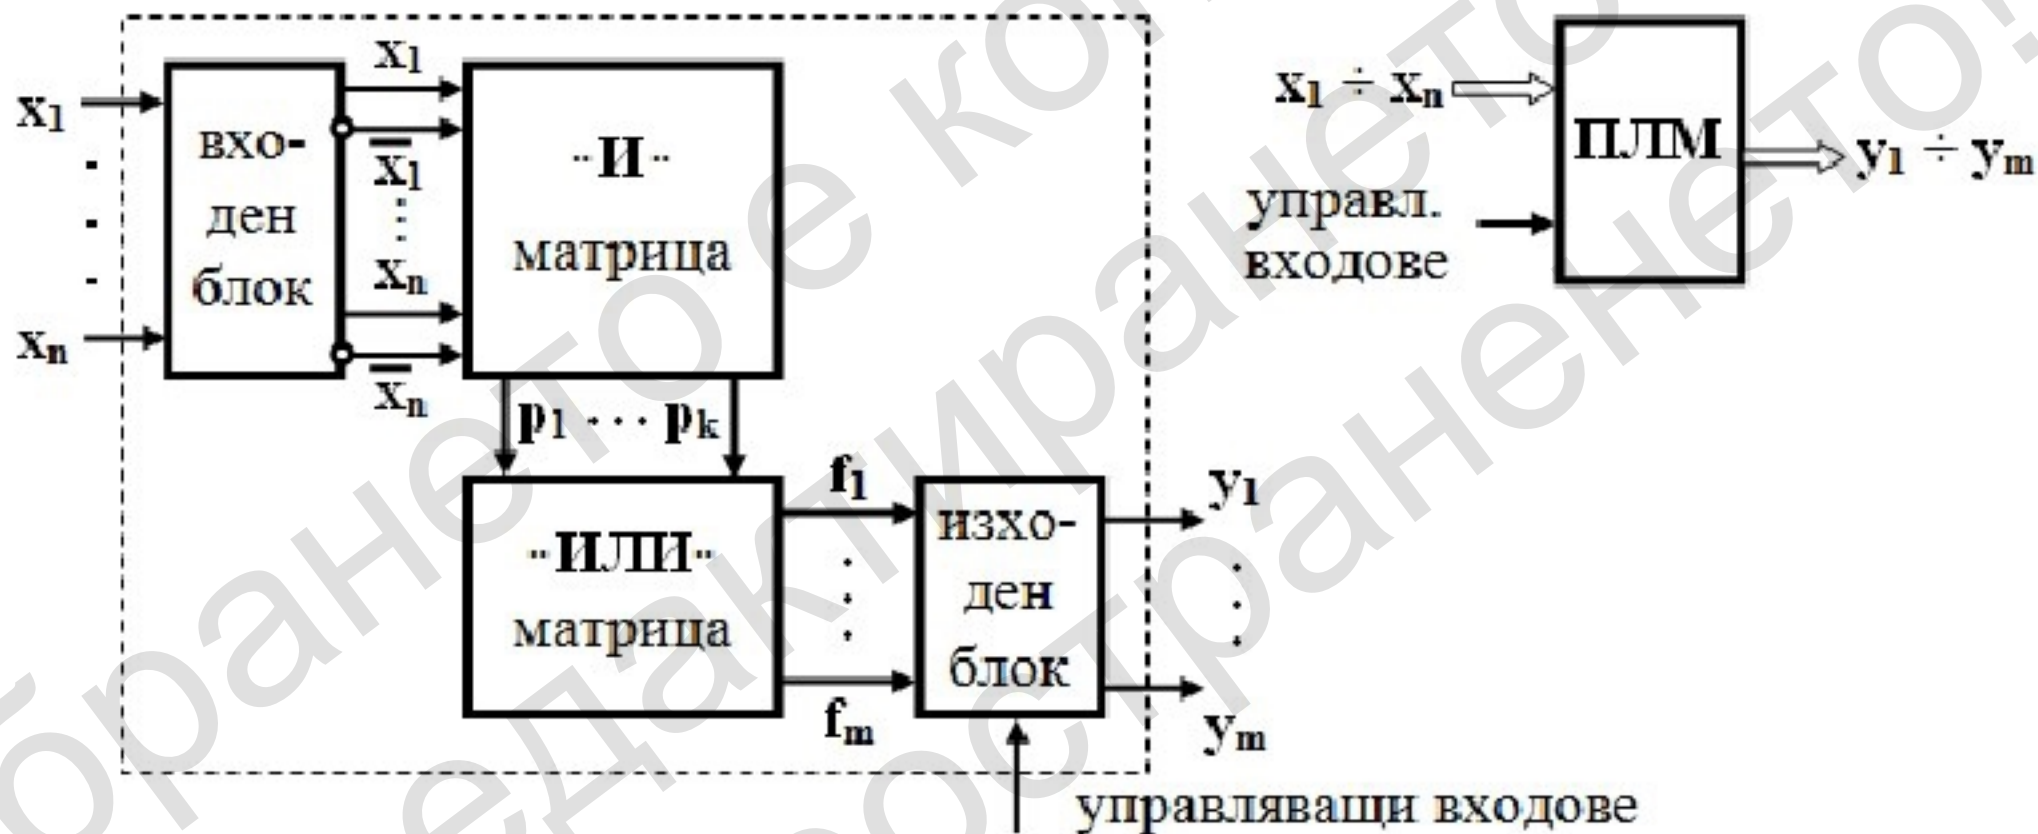 x₁
xₙ
вхо-
ден
блок
x₁
x̅₁
xₙ
x̅ₙ
"И"
матрица
p₁ · · · pₖ
"ИЛИ"
матрица
f₁
fₘ
изхо-
ден
блок
y₁
yₘ
управляващи входове
x₁ ÷ xₙ
управл.
входове
ПЛМ
y₁ ÷ yₘ